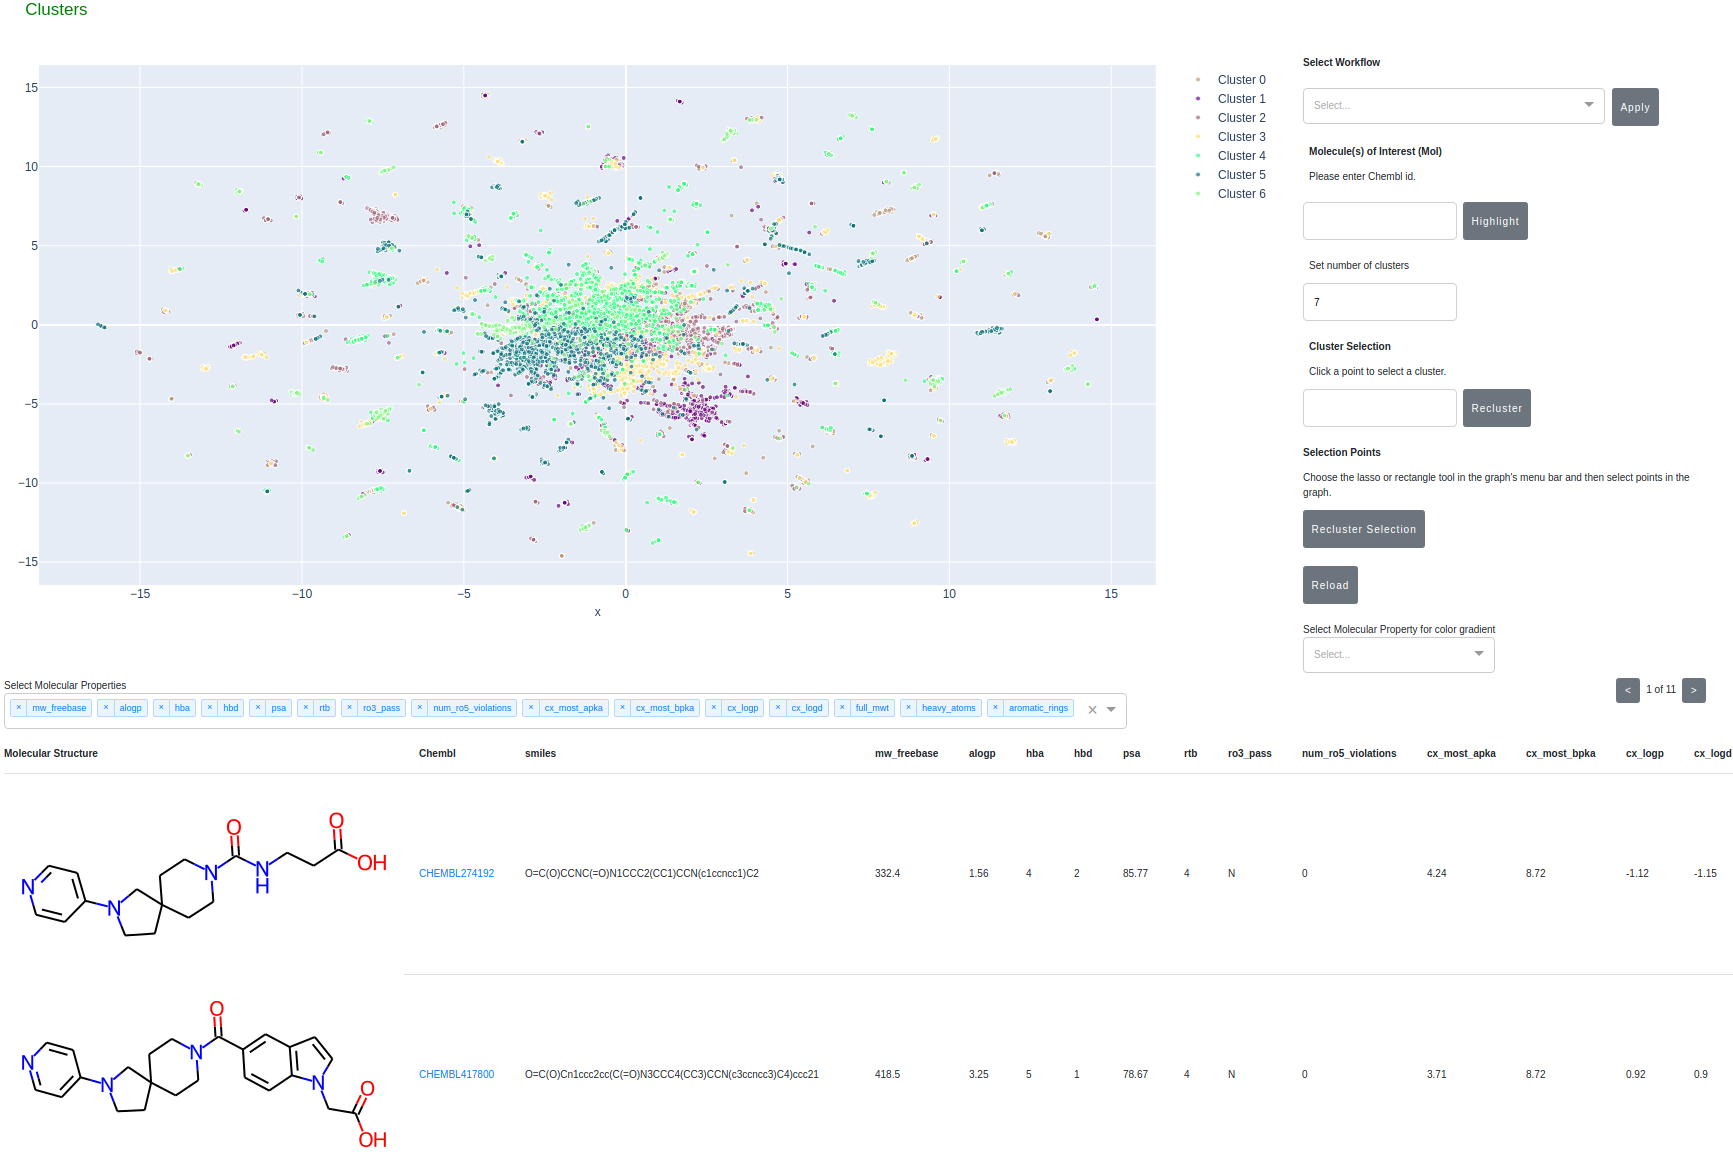 Clusters
15
10
5
0
−5
−10
−15
−15
−10
−5
0
5
10
15
x
Cluster 0
Cluster 1
Cluster 2
Cluster 3
Cluster 4
Cluster 5
Cluster 6
Select Workflow
Select...
Apply
Molecule(s) of Interest (Mol)
Please enter Chembl id.
Highlight
Set number of clusters
7
Cluster Selection
Click a point to select a cluster.
Recluster
Selection Points
Choose the lasso or rectangle tool in the graph's menu bar and then select points in the
graph.
Recluster Selection
Reload
Select Molecular Property for color gradient
Select...
< 1 of 11 >
Select Molecular Properties
× mw_freebase × alogp × hba × hbd × psa × rtb × ro3_pass × num_ro5_violations × cx_most_apka × cx_most_bpka × cx_logp × cx_logd × full_mwt × heavy_atoms × aromatic_rings ×
Molecular Structure Chembl smiles mw_freebase alogp hba hbd psa rtb ro3_pass num_ro5_violations cx_most_apka cx_most_bpka cx_logp cx_logd
N N N O N H O OH
CHEMBL274192 O=C(O)CCNC(=O)N1CCC2(CC1)CCN(c1ccncc1)C2 332.4 1.56 4 2 85.77 4 N 0 4.24 8.72 -1.12 -1.15
N N N O N O OH
CHEMBL417800 O=C(O)Cn1ccc2cc(C(=O)N3CCC4(CC3)CCN(c3ccncc3)C4)ccc21 418.5 3.25 5 1 78.67 4 N 0 3.71 8.72 0.92 0.9